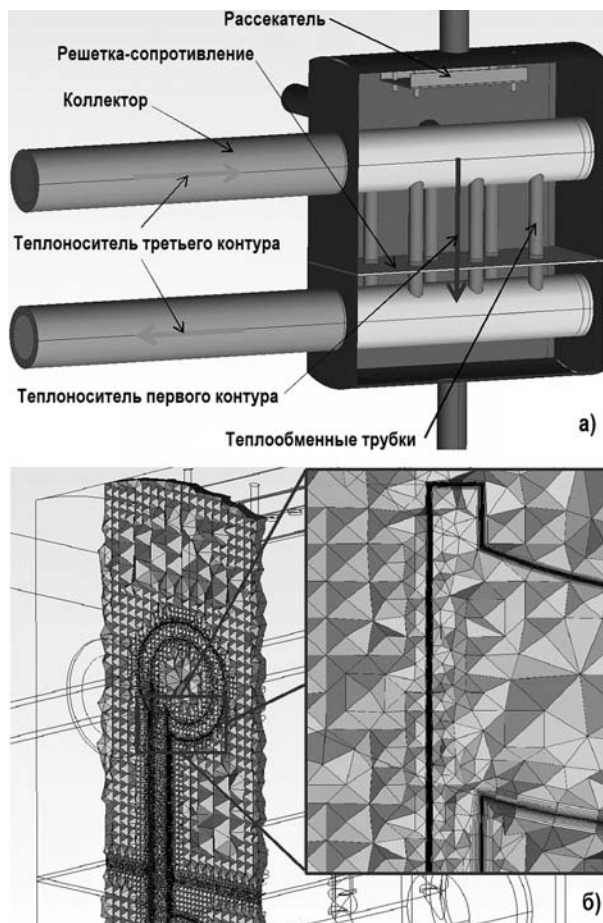 Рассекатель
Решетка-сопротивление
Коллектор
Теплоноситель третьего контура
Теплоноситель первого контура
Теплообменные трубки
а)
б)